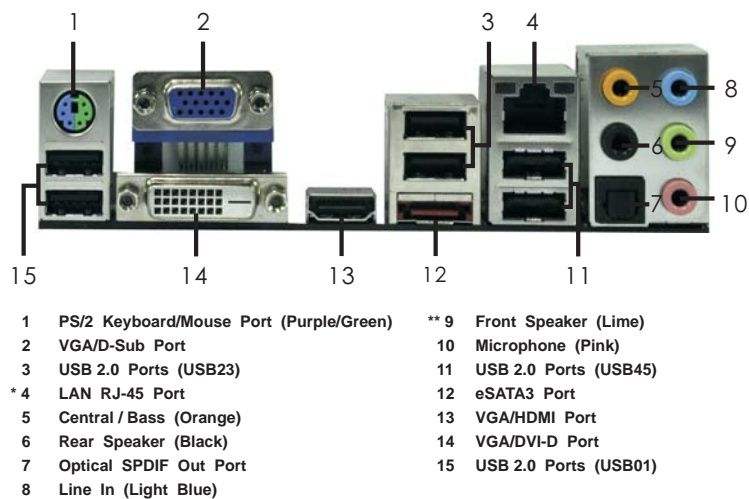 1 2 3 4
5 8
6 9
7 10
15 14 13 12 11
1 PS/2 Keyboard/Mouse Port (Purple/Green)
2 VGA/D-Sub Port
3 USB 2.0 Ports (USB23)
* 4 LAN RJ-45 Port
5 Central / Bass (Orange)
6 Rear Speaker (Black)
7 Optical SPDIF Out Port
8 Line In (Light Blue)
** 9 Front Speaker (Lime)
10 Microphone (Pink)
11 USB 2.0 Ports (USB45)
12 eSATA3 Port
13 VGA/HDMI Port
14 VGA/DVI-D Port
15 USB 2.0 Ports (USB01)